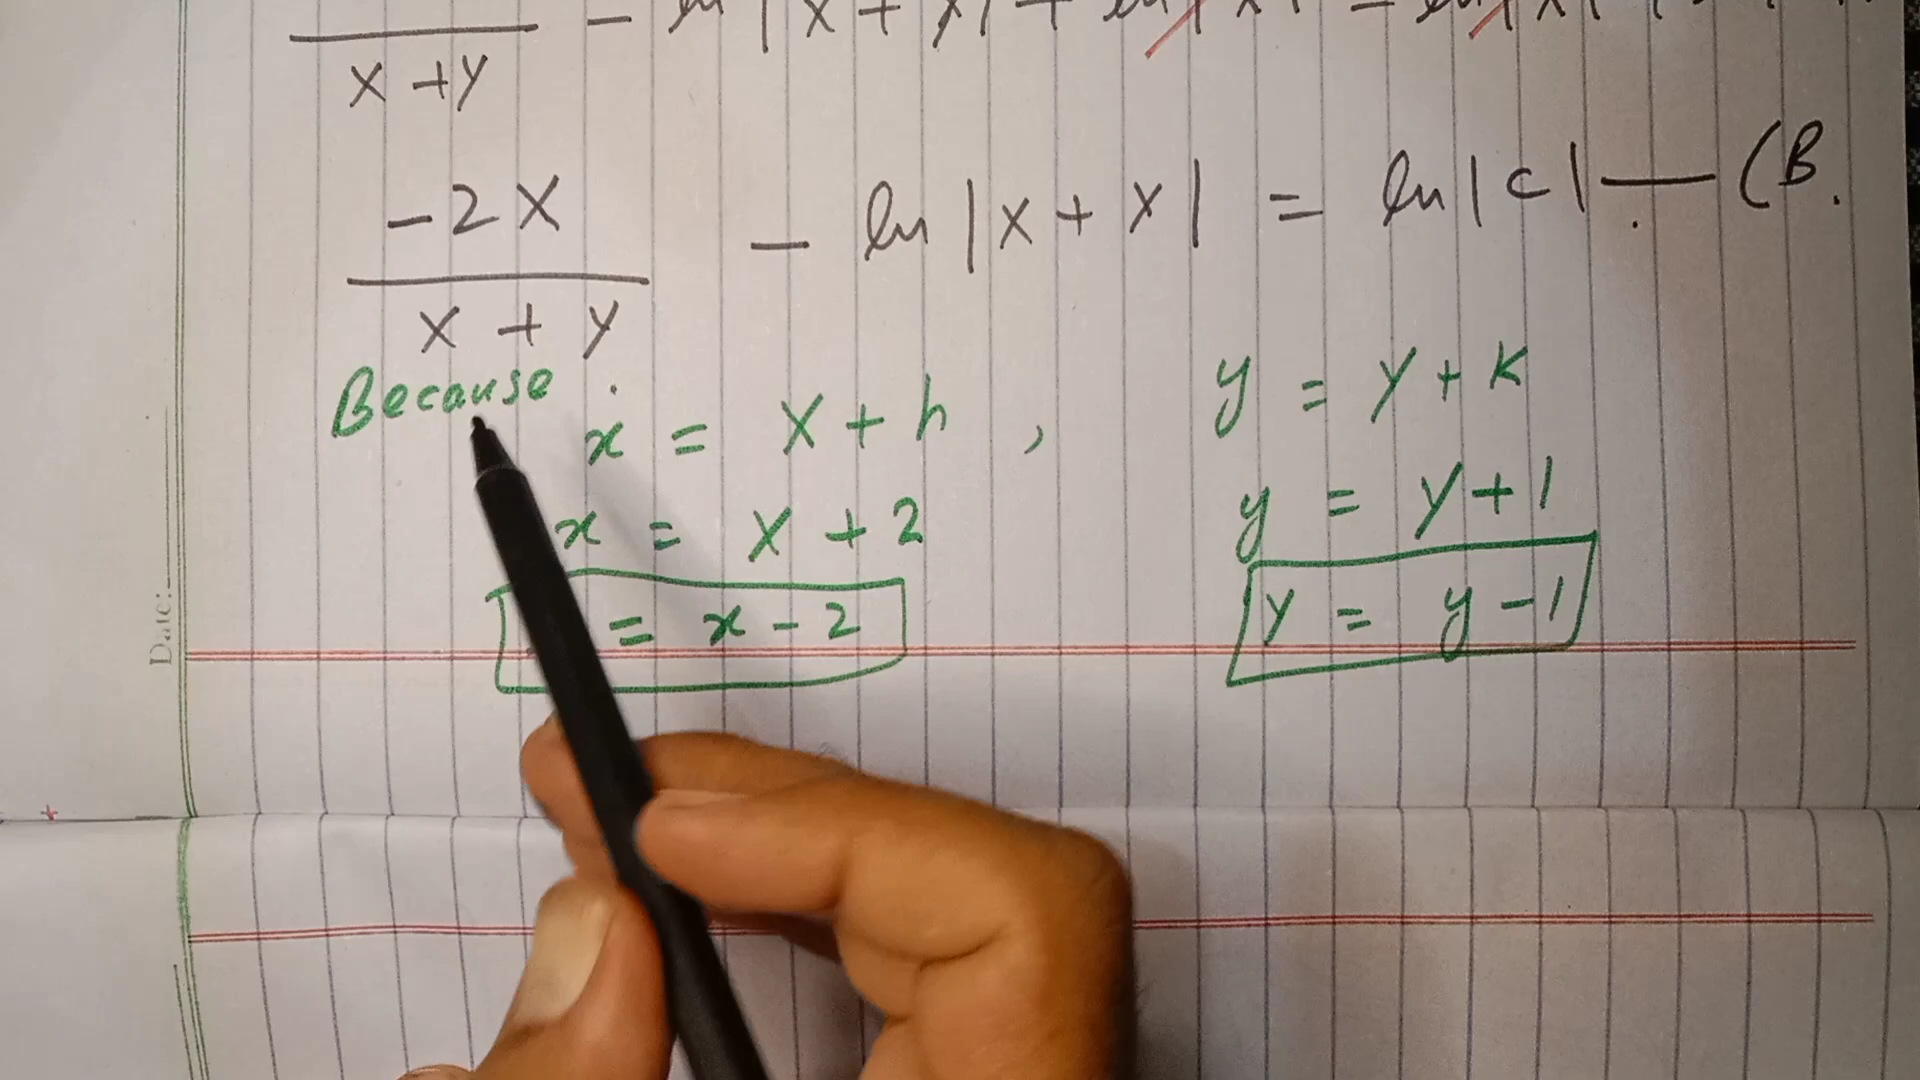 x + y
-2X
- ln |x + x| = ln |c| — (B.
x + y
Because
x = X + h , y = Y + K
x = X + 2 y = Y + 1
= x - 2 Y = y - 1
Date: